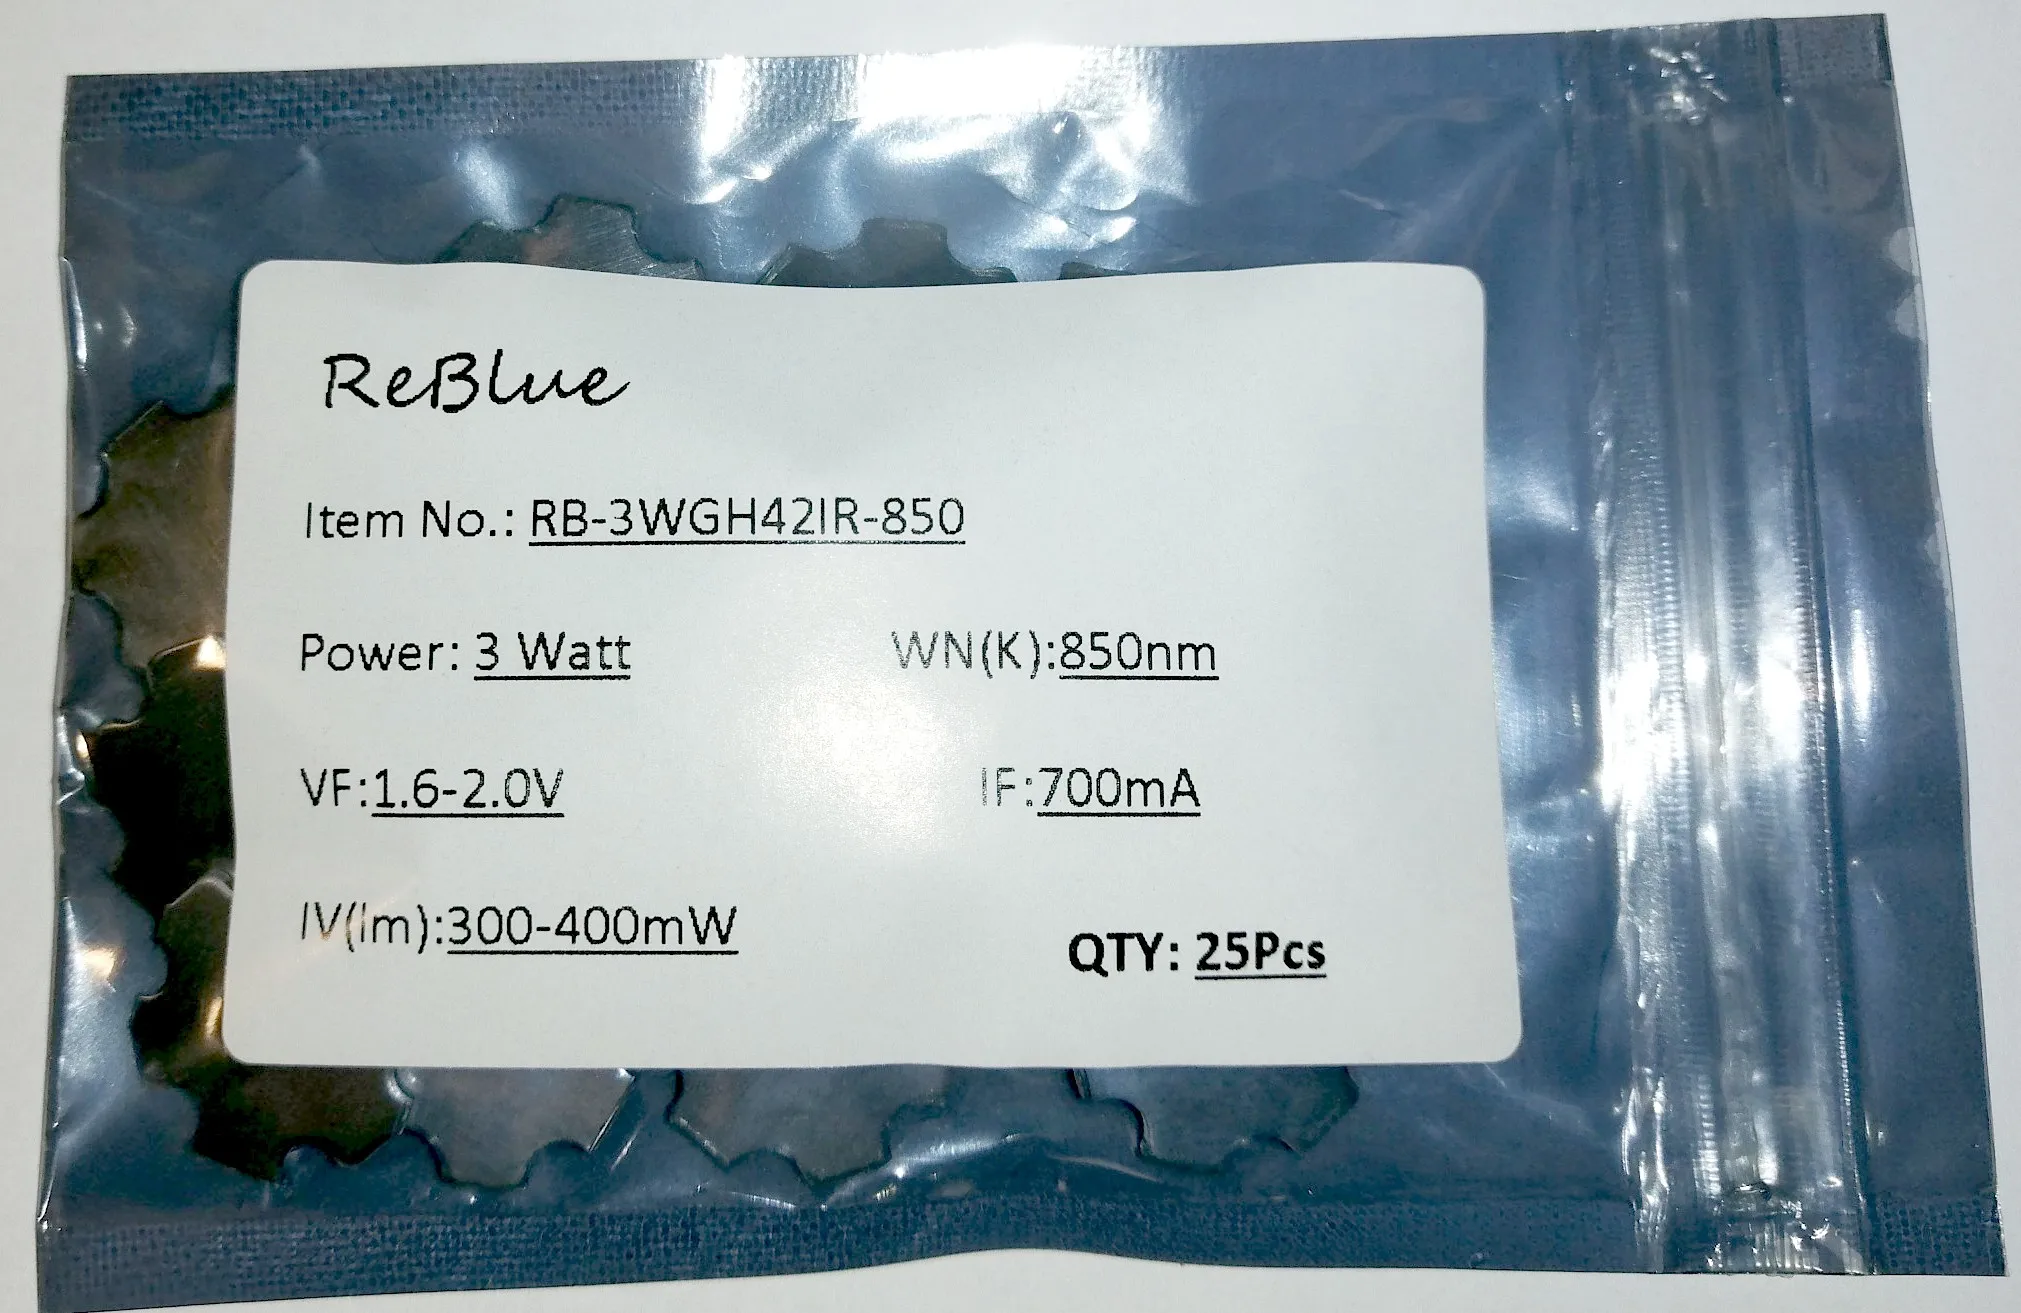 ReBlue
Item No.: RB-3WGH42IR-850
Power: 3 Watt WN(K):850nm
VF:1.6-2.0V IF:700mA
IV(lm):300-400mW QTY: 25Pcs